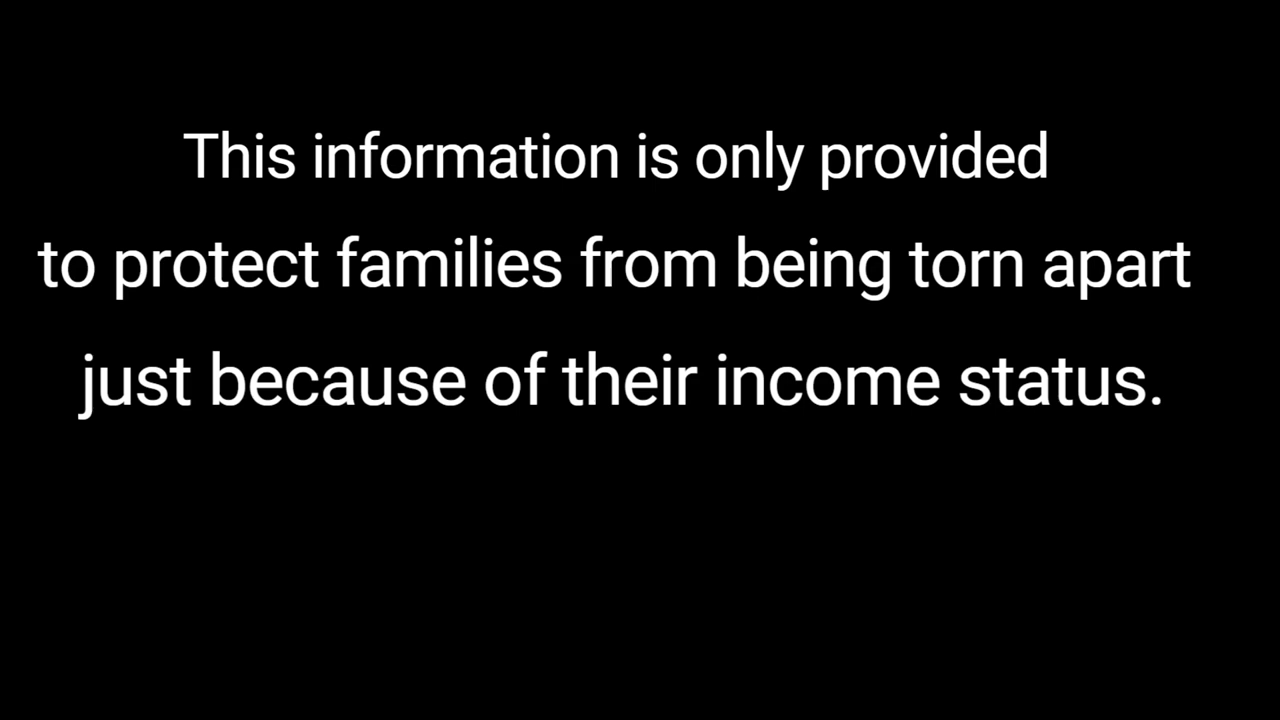 This information is only provided
to protect families from being torn apart
just because of their income status.